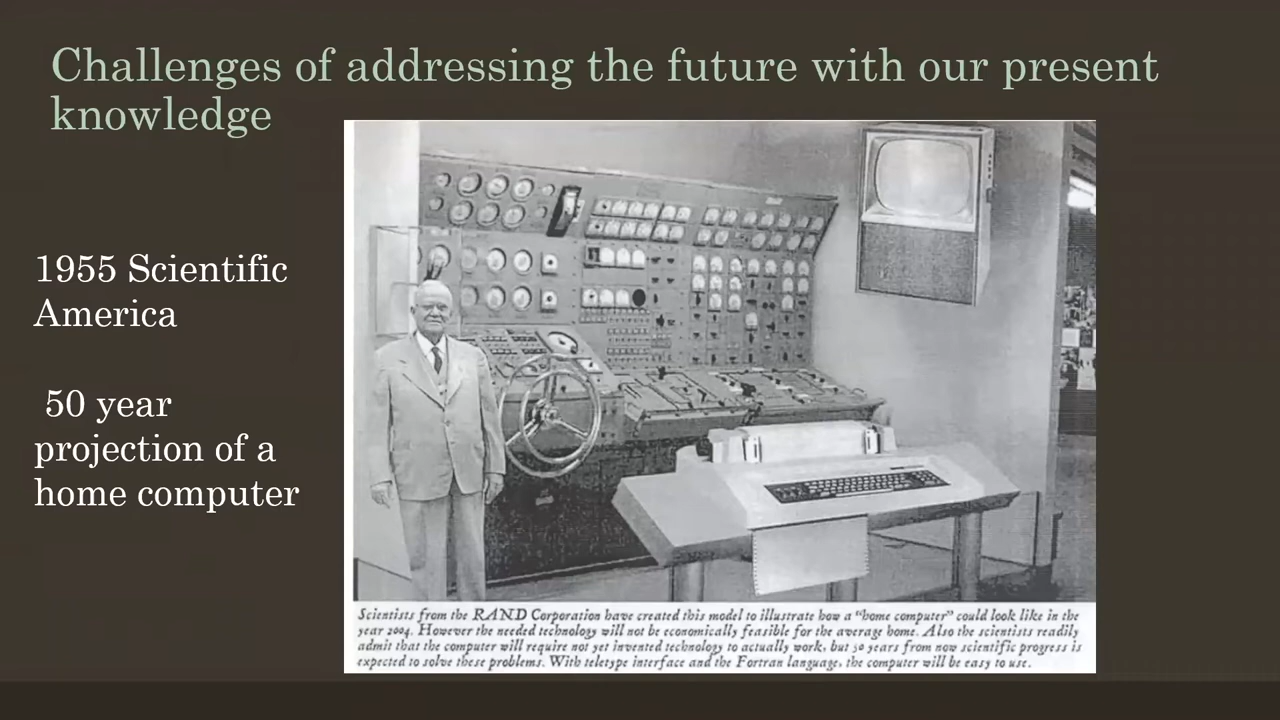 Challenges of addressing the future with our present
knowledge
1955 Scientific
America
50 year
projection of a
home computer
Scientists from the RAND Corporation have created this model to illustrate how a "home computer" could look like in the
year 2004. However the needed technology will not be economically feasible for the average home. Also the scientists readily
admit that the computer will require not yet invented technology to actually work, but 50 years from now scientific progress is
expected to solve these problems. With teletype interface and the Fortran language, the computer will be easy to use.